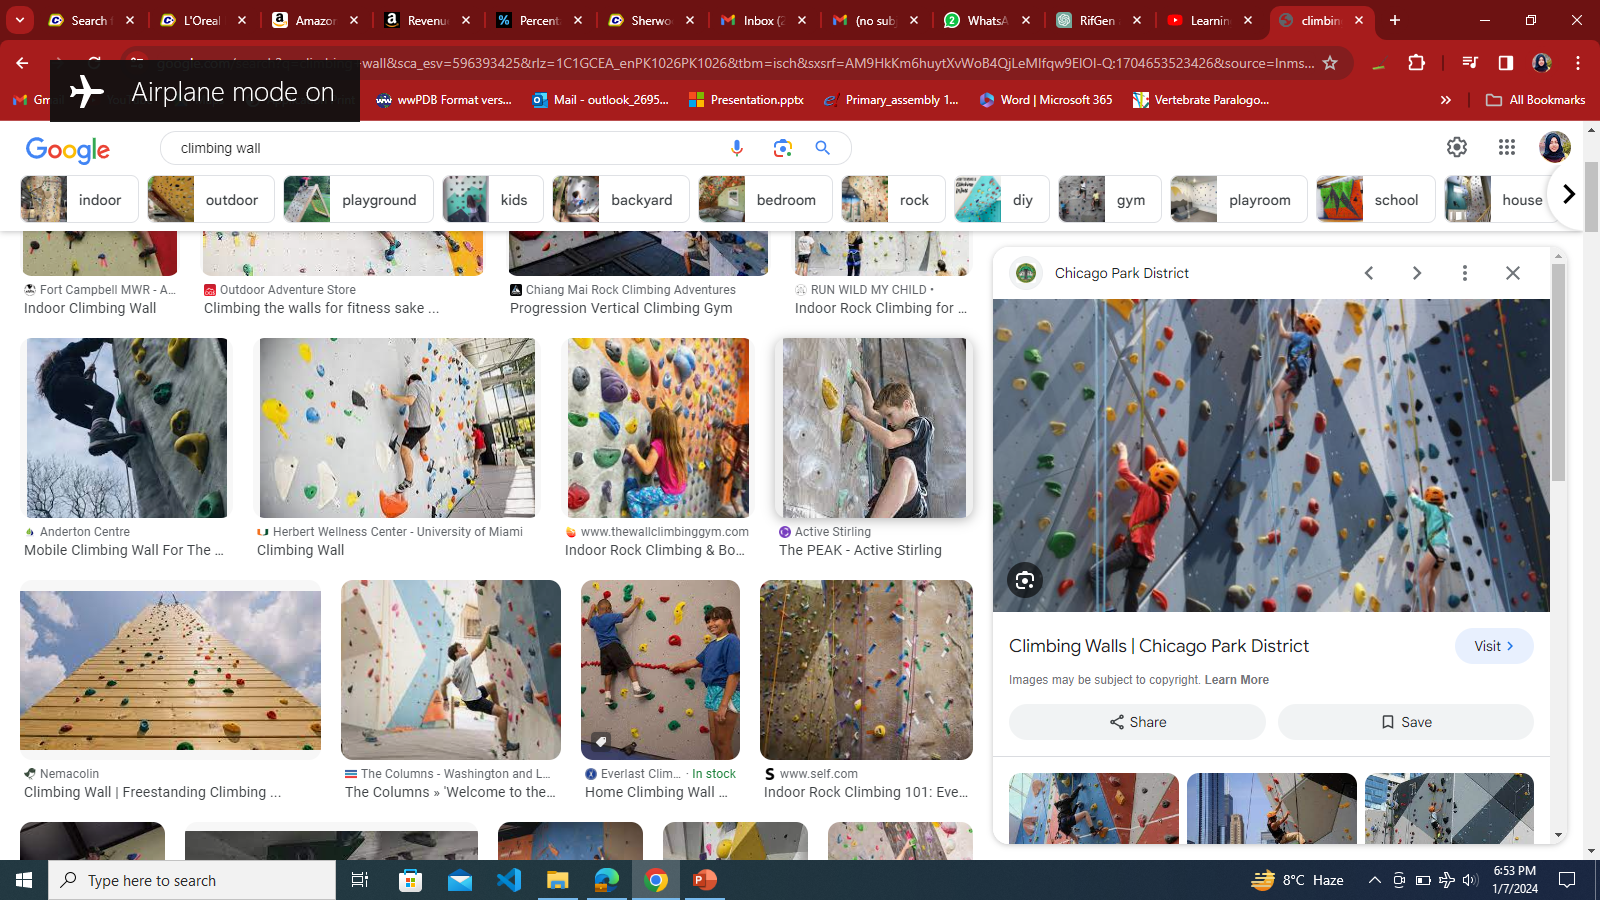 Search f
L'Oreal
Amazon
Revenue
Percenta
Sherwo
Inbox (2
(no subj
WhatsA
RifGen
Learnin
climbin
Airplane mode on
=wall&sca_esv=596393425&rlz=1C1GCEA_enPK1026PK1026&tbm=isch&sxsrf=AM9HkKm6huytXvWoB4QjLeMIfqw9ElOI-Q:1704653523426&source=lnms...
Gm
wwPDB Format vers...
Mail - outlook_2695...
Presentation.pptx
Primary_assembly 1...
Word | Microsoft 365
Vertebrate Paralogo...
All Bookmarks
Google
climbing wall
indoor
outdoor
playground
kids
backyard
bedroom
rock
diy
gym
playroom
school
house
Fort Campbell MWR - A...
Indoor Climbing Wall
Outdoor Adventure Store
Climbing the walls for fitness sake ...
Chiang Mai Rock Climbing Adventures
Progression Vertical Climbing Gym
RUN WILD MY CHILD •
Indoor Rock Climbing for ...
Anderton Centre
Mobile Climbing Wall For The ...
Herbert Wellness Center - University of Miami
Climbing Wall
www.thewallclimbinggym.com
Indoor Rock Climbing & Bo...
Active Stirling
The PEAK - Active Stirling
Nemacolin
Climbing Wall | Freestanding Climbing ...
The Columns - Washington and L...
The Columns » 'Welcome to the...
Everlast Clim... · In stock
Home Climbing Wall ...
www.self.com
Indoor Rock Climbing 101: Eve...
Chicago Park District
Climbing Walls | Chicago Park District
Visit
Images may be subject to copyright. Learn More
Share
Save
Type here to search
8°C Haze
6:53 PM
1/7/2024